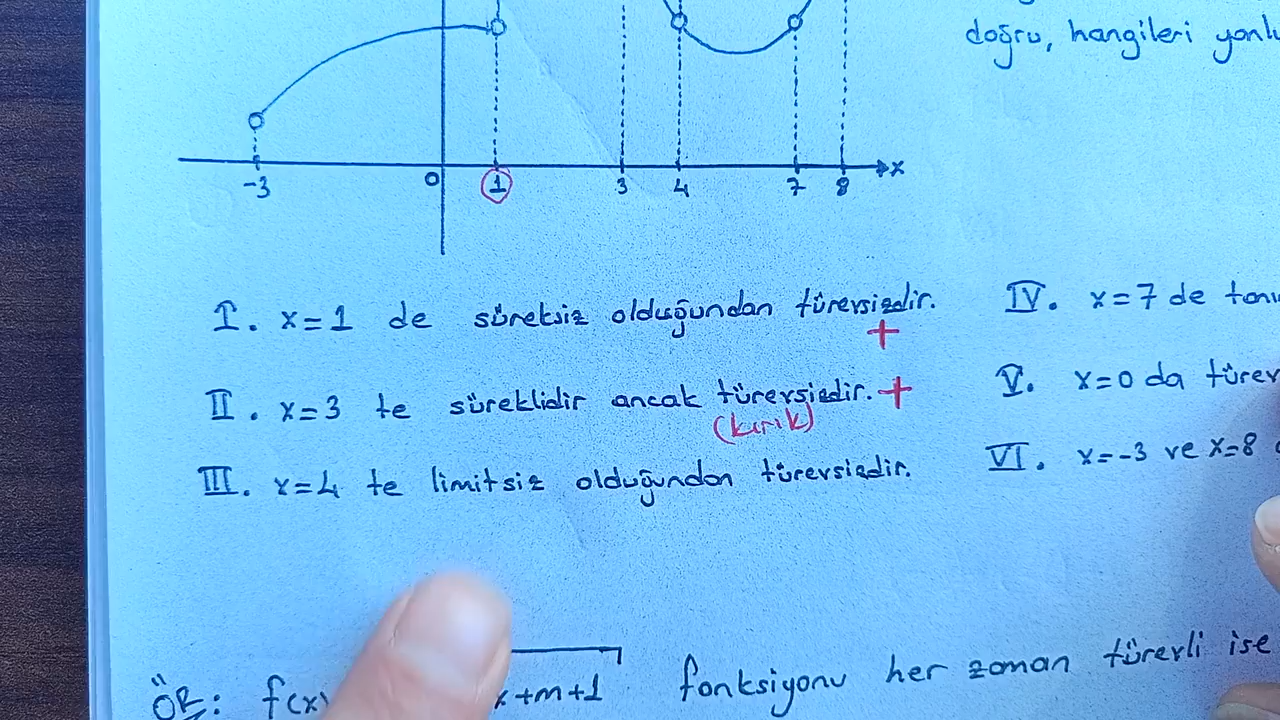 doğru, hangileri
x
-3 0 1 3 4 7 8
I. x=1 de süreksiz olduğundan türevsizdir. +
II. x=3 te süreklidir ancak türevsizdir. +
(kırık)
III. x=4 te limitsiz olduğundan türevsizdir.
IV. x=7 de
V. x=0 da türev
VI. x=-3 ve x=8
ÖR: f(x) x+m+1 fonksiyonu her zaman türevli ise